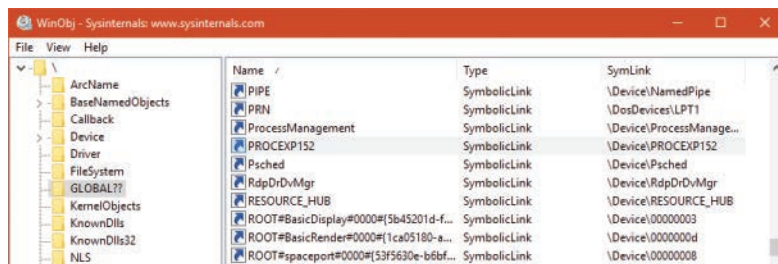 WinObj - Sysinternals: www.sysinternals.com
File View Help
\
ArcName
BaseNamedObjects
Callback
Device
Driver
FileSystem
GLOBAL??
KernelObjects
KnownDlls
KnownDlls32
NLS
Name Type SymLink
PIPE SymbolicLink \Device\NamedPipe
PRN SymbolicLink \DosDevices\LPT1
ProcessManagement SymbolicLink \Device\ProcessManage...
PROCEXP152 SymbolicLink \Device\PROCEXP152
Psched SymbolicLink \Device\Psched
RdpDrDvMgr SymbolicLink \Device\RdpDrDvMgr
RESOURCE_HUB SymbolicLink \Device\RESOURCE_HUB
ROOT#BasicDisplay#0000#{5b45201d-f... SymbolicLink \Device\00000003
ROOT#BasicRender#0000#{1ca05180-a... SymbolicLink \Device\0000000d
ROOT#spaceport#0000#{53f5630e-b6bf... SymbolicLink \Device\00000008